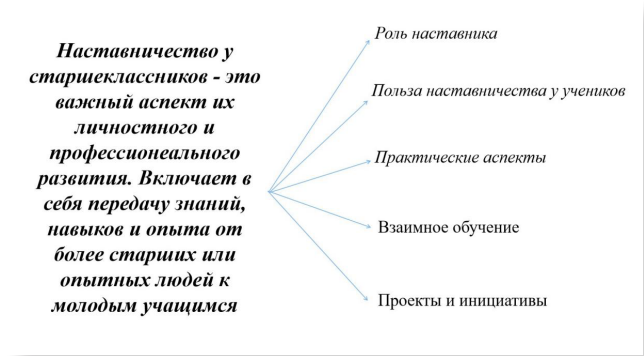 Наставничество у
старшеклассников - это
важный аспект их
личностного и
профессионеального
развития. Включает в
себя передачу знаний,
навыков и опыта от
более старших или
опытных людей к
молодым учащимся
Роль наставника
Польза наставничества у учеников
Практические аспекты
Взаимное обучение
Проекты и инициативы